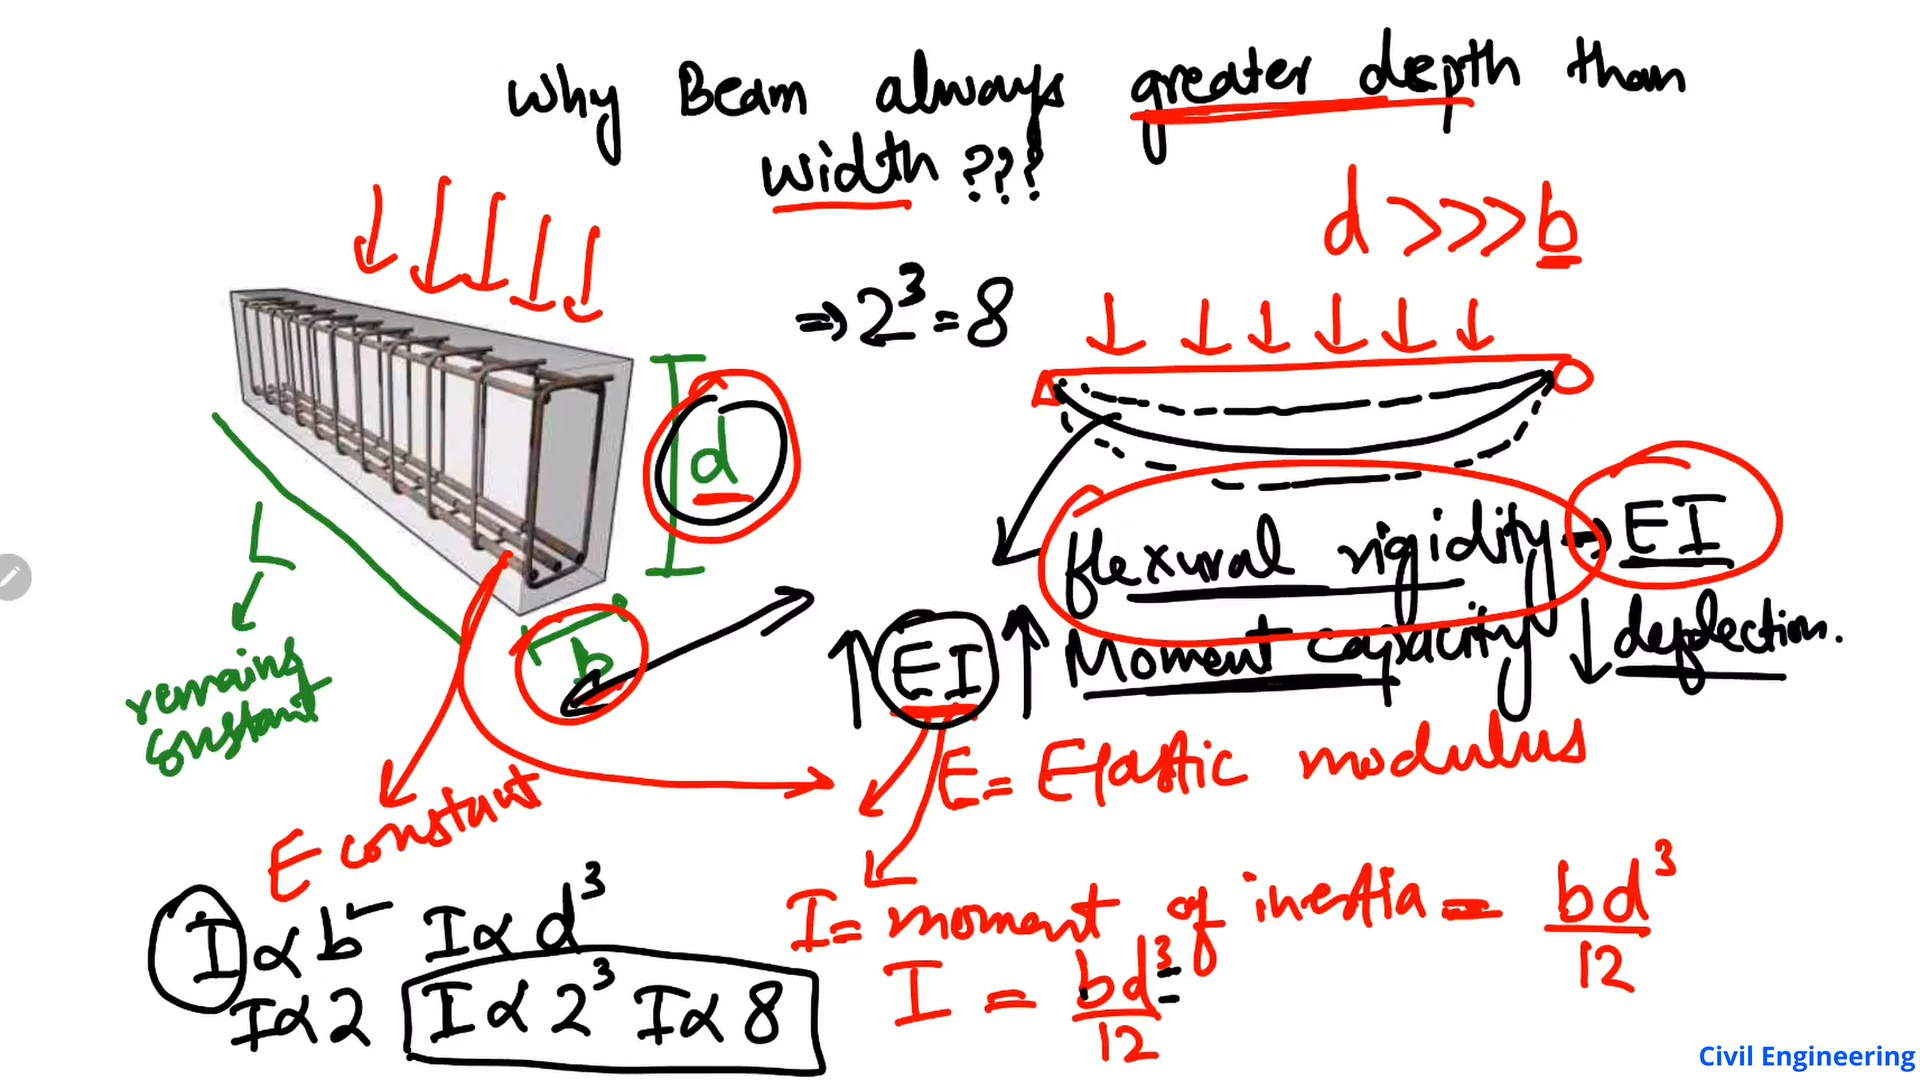 Why Beam always greater depth than
width ???
d >>> b
⇒ 2³ = 8
d
b
L
remains
constant
flexural rigidity → EI
EI
Moment capacity
deflection.
E = Elastic modulus
E constant
I = moment of inertia = bd³/12
I ∝ b
I ∝ d³
I = bd³/12
I ∝ 2
I ∝ 2³
I ∝ 8
Civil Engineering